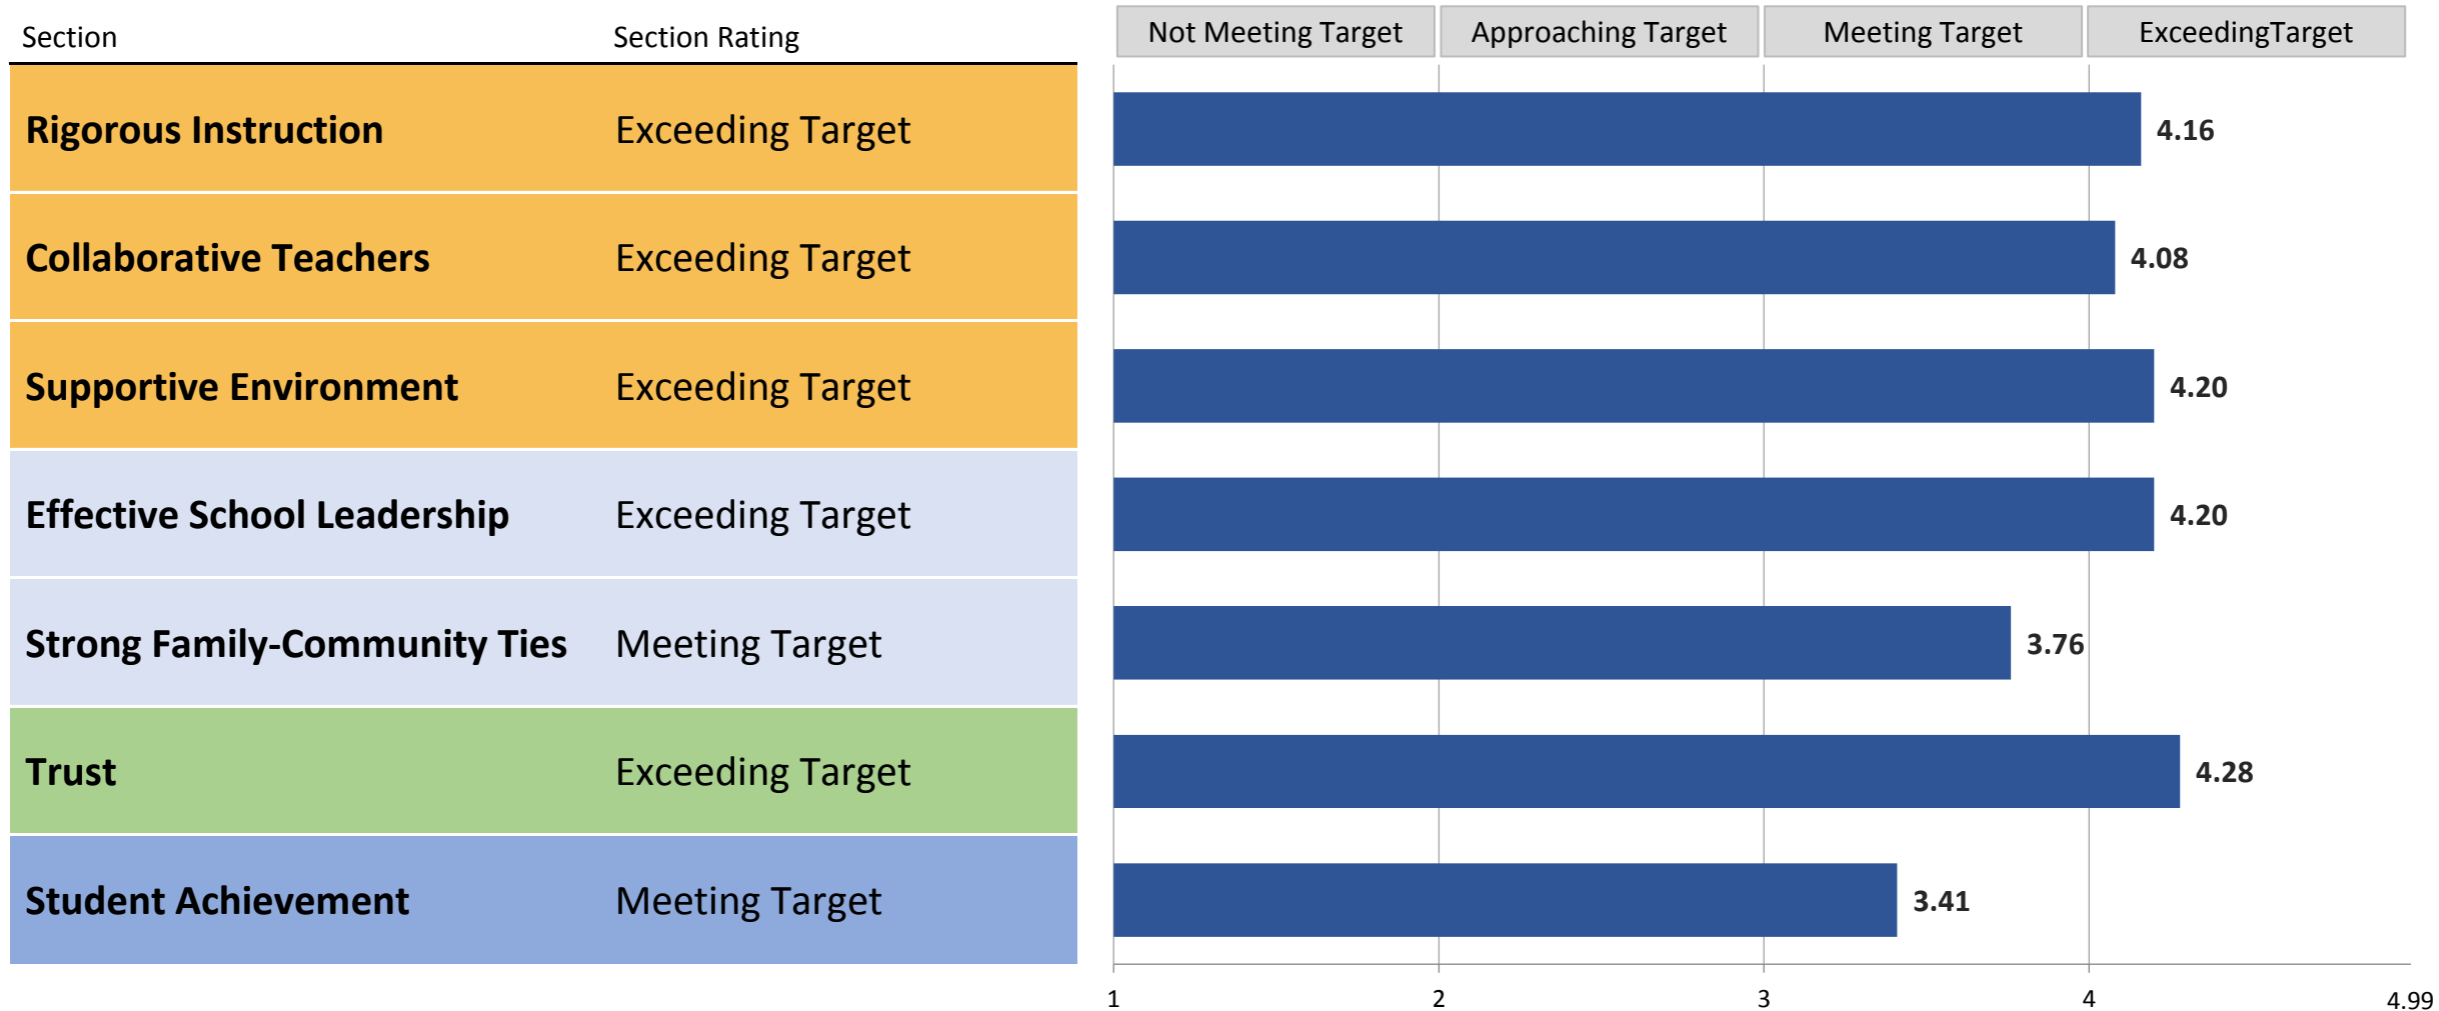 Section Section Rating Not Meeting Target Approaching Target Meeting Target ExceedingTarget
Rigorous Instruction Exceeding Target 4.16
Collaborative Teachers Exceeding Target 4.08
Supportive Environment Exceeding Target 4.20
Effective School Leadership Exceeding Target 4.20
Strong Family-Community Ties Meeting Target 3.76
Trust Exceeding Target 4.28
Student Achievement Meeting Target 3.41
1 2 3 4 4.99